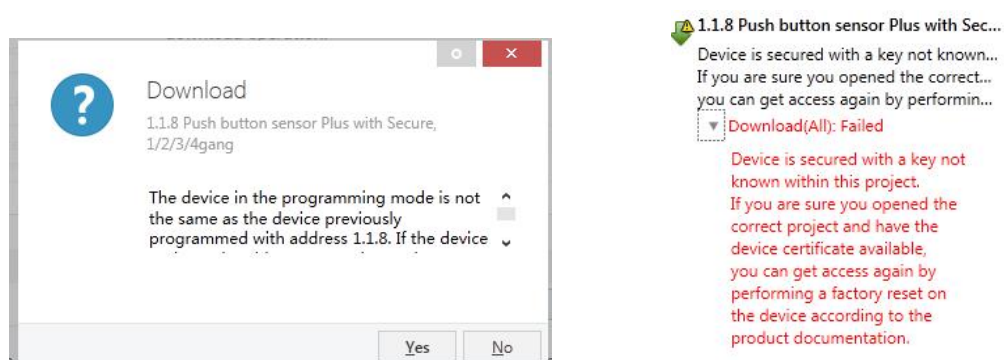 Download
1.1.8 Push button sensor Plus with Secure,
1/2/3/4gang
The device in the programming mode is not
the same as the device previously
programmed with address 1.1.8. If the device
Yes
No
1.1.8 Push button sensor Plus with Sec...
Device is secured with a key not known...
If you are sure you opened the correct...
you can get access again by performin...
Download(All): Failed
Device is secured with a key not
known within this project.
If you are sure you opened the
correct project and have the
device certificate available,
you can get access again by
performing a factory reset on
the device according to the
product documentation.